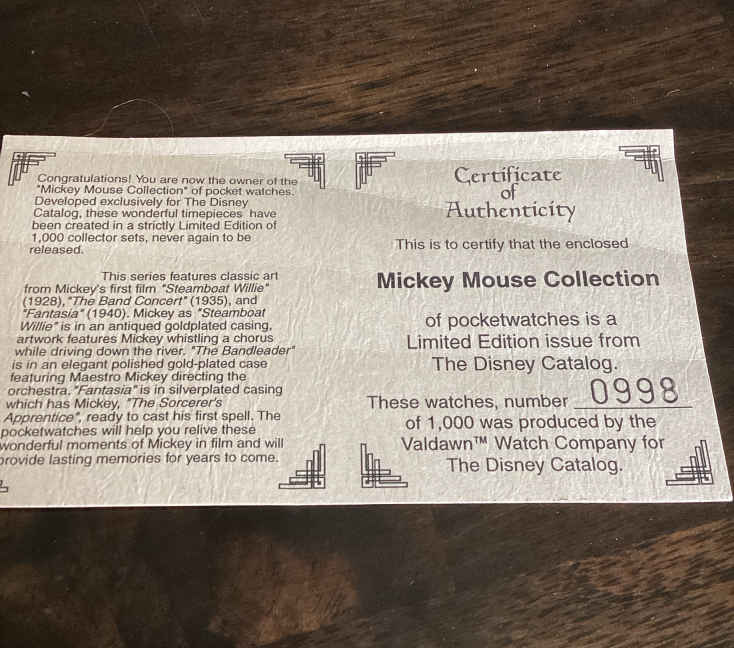 Congratulations! You are now the owner of the
"Mickey Mouse Collection" of pocket watches.
Developed exclusively for The Disney
Catalog, these wonderful timepieces have
been created in a strictly Limited Edition of
1,000 collector sets, never again to be
released.
This series features classic art
from Mickey's first film "Steamboat Willie"
(1928), "The Band Concert" (1935), and
"Fantasia" (1940). Mickey as "Steamboat
Willie" is in an antiqued goldplated casing,
artwork features Mickey whistling a chorus
while driving down the river. "The Bandleader"
is in an elegant polished gold-plated case
featuring Maestro Mickey directing the
orchestra. "Fantasia" is in silverplated casing
which has Mickey, "The Sorcerer's
Apprentice", ready to cast his first spell. The
pocketwatches will help you relive these
wonderful moments of Mickey in film and will
provide lasting memories for years to come.
Certificate
of
Authenticity
This is to certify that the enclosed
Mickey Mouse Collection
of pocketwatches is a
Limited Edition issue from
The Disney Catalog.
These watches, number 0998
of 1,000 was produced by the
Valdawn™ Watch Company for
The Disney Catalog.